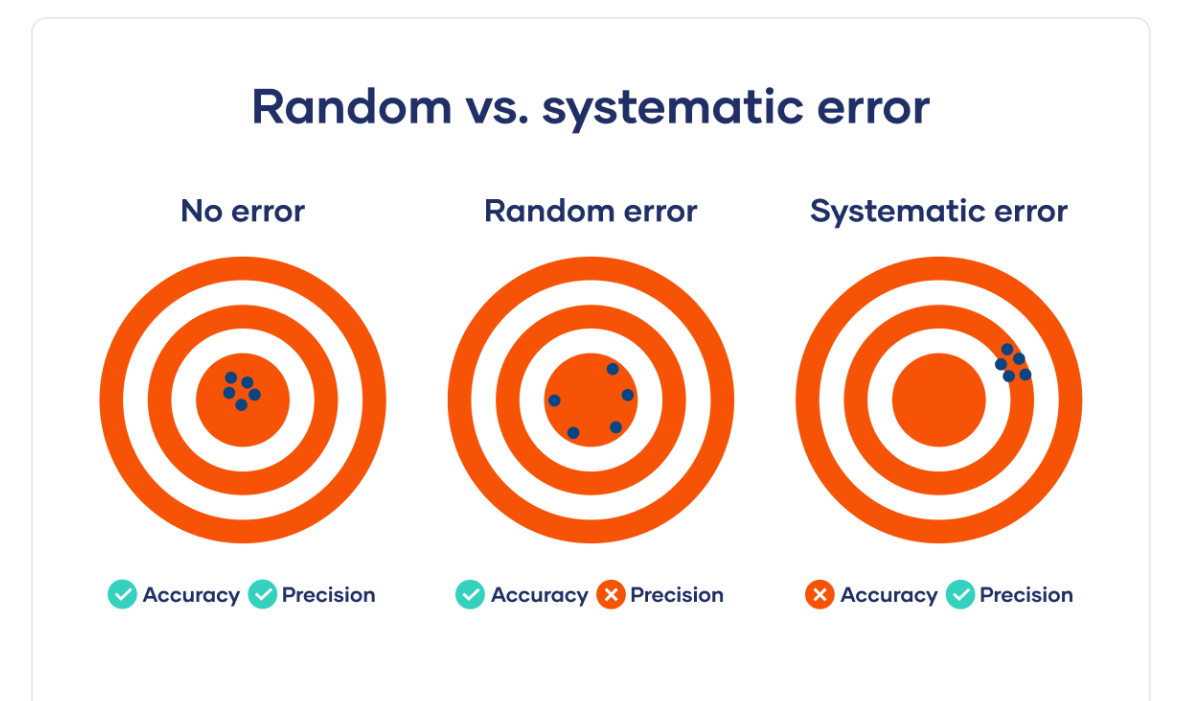 Random vs. systematic error
No error
Random error
Systematic error
Accuracy Precision
Accuracy Precision
Accuracy Precision